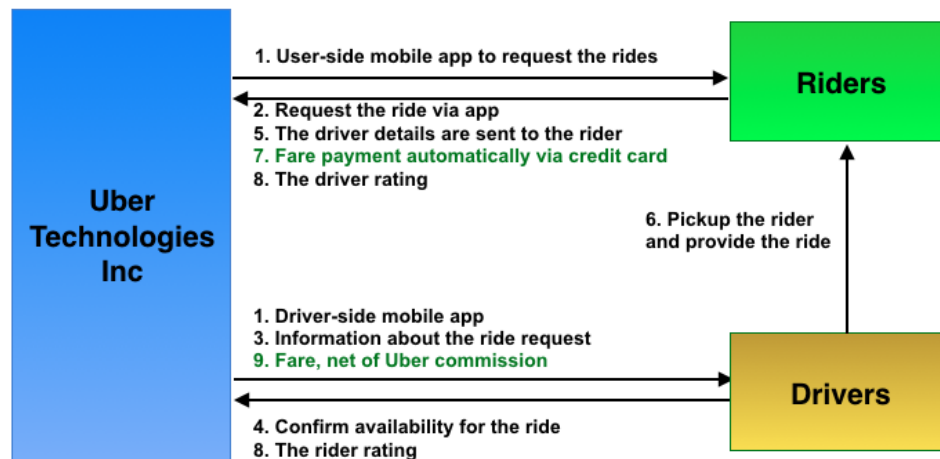 Uber
Technologies
Inc
1. User-side mobile app to request the rides
2. Request the ride via app
5. The driver details are sent to the rider
7. Fare payment automatically via credit card
8. The driver rating
Riders
6. Pickup the rider
and provide the ride
1. Driver-side mobile app
3. Information about the ride request
9. Fare, net of Uber commission
4. Confirm availability for the ride
8. The rider rating
Drivers